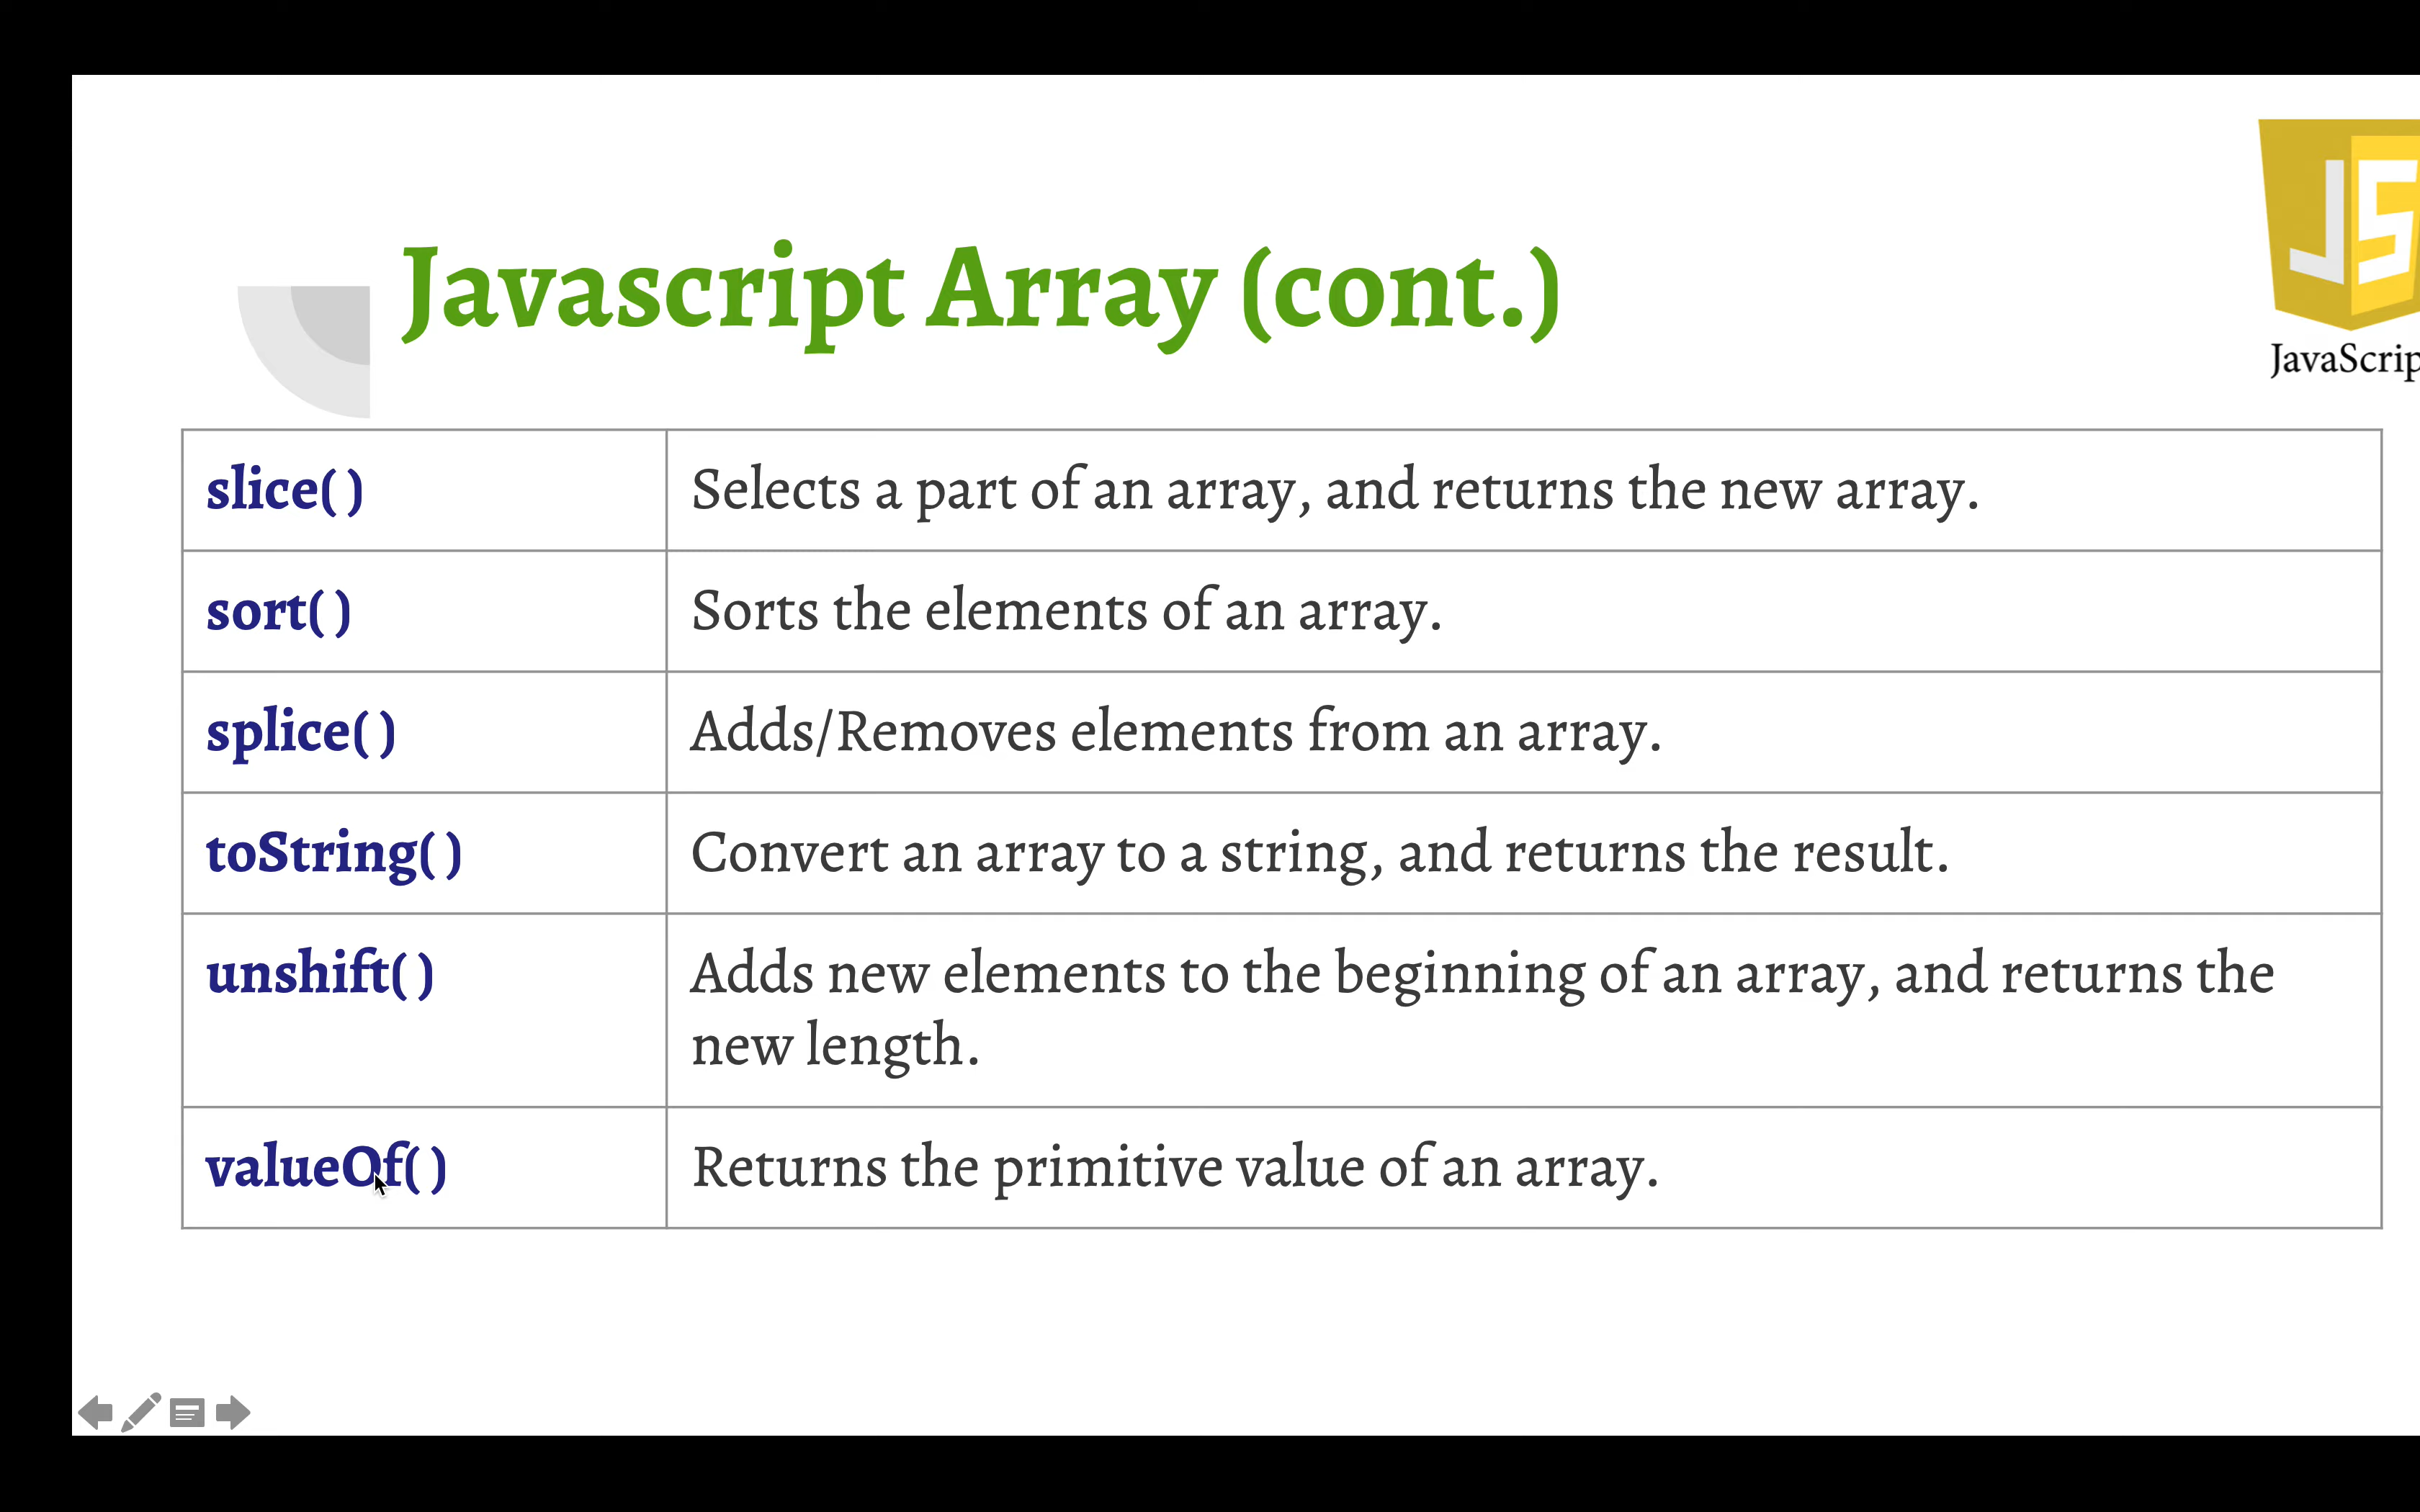 JS
JavaScrip
Javascript Array (cont.)
slice( )
Selects a part of an array, and returns the new array.
sort( )
Sorts the elements of an array.
splice( )
Adds/Removes elements from an array.
toString( )
Convert an array to a string, and returns the result.
unshift( )
Adds new elements to the beginning of an array, and returns the
new length.
valueOf( )
Returns the primitive value of an array.